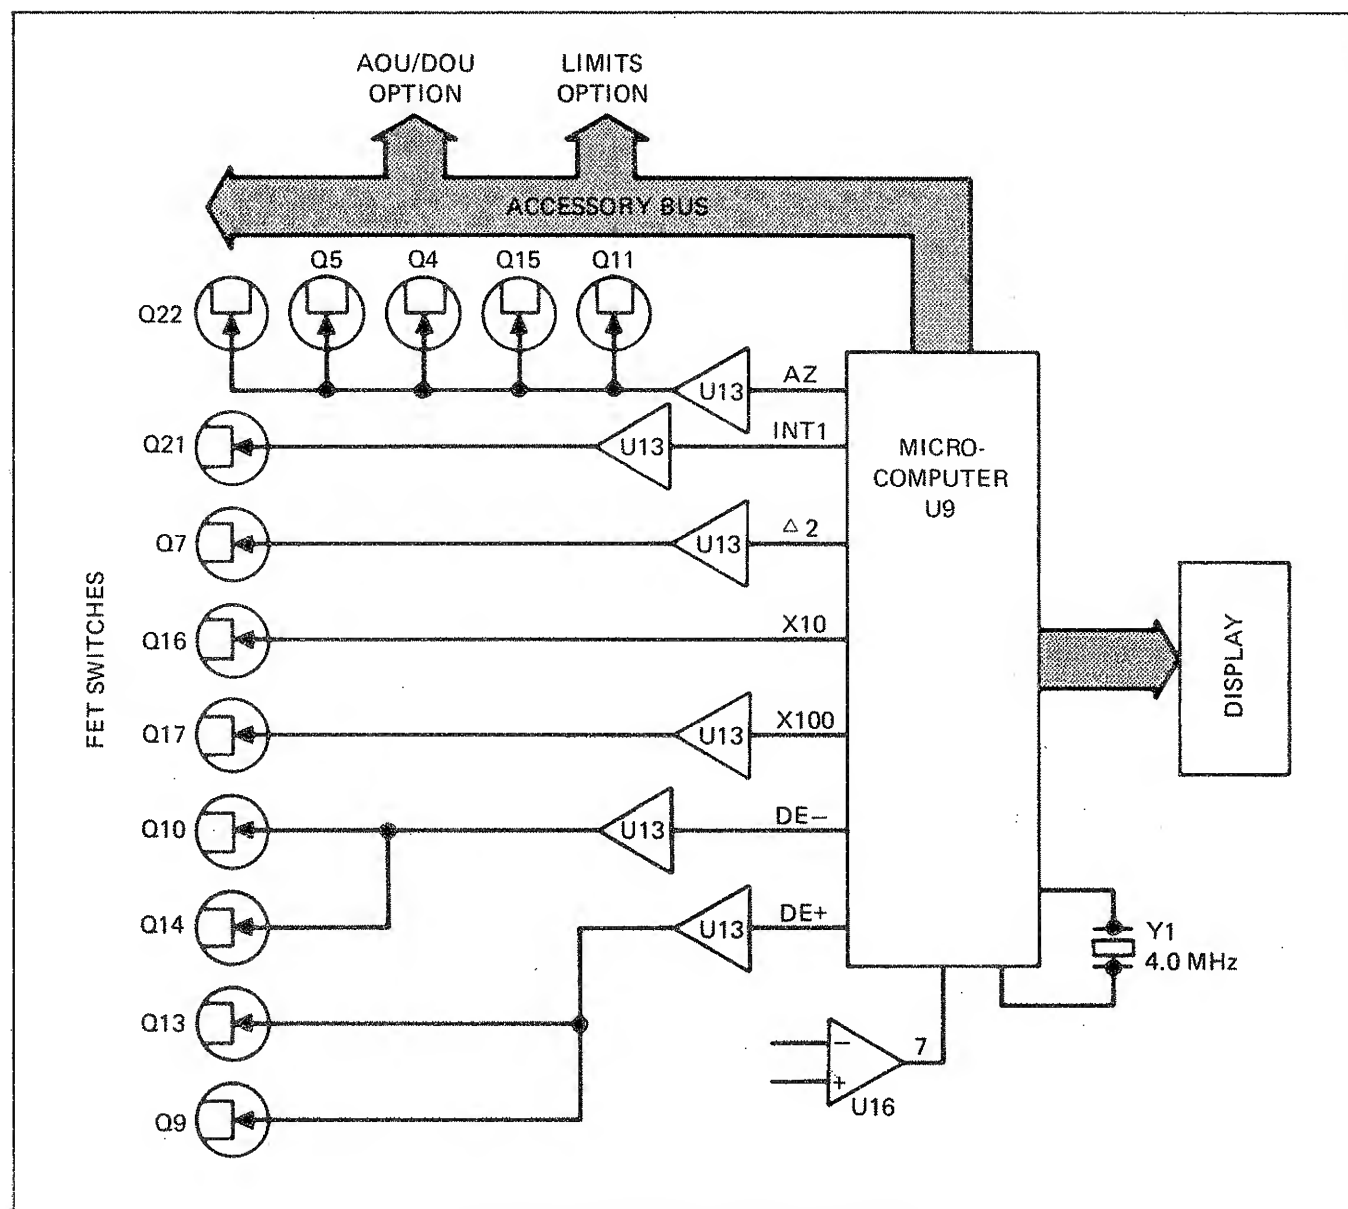 AOU/DOU
OPTION
LIMITS
OPTION
ACCESSORY BUS
Q5
Q4
Q15
Q11
Q22
U13
AZ
Q21
U13
INT1
MICRO-
COMPUTER
U9
Q7
U13
△2
FET SWITCHES
Q16
X10
DISPLAY
Q17
U13
X100
Q10
U13
DE−
Q14
U13
DE+
Y1
4.0 MHz
Q13
−
+
7
U16
Q9